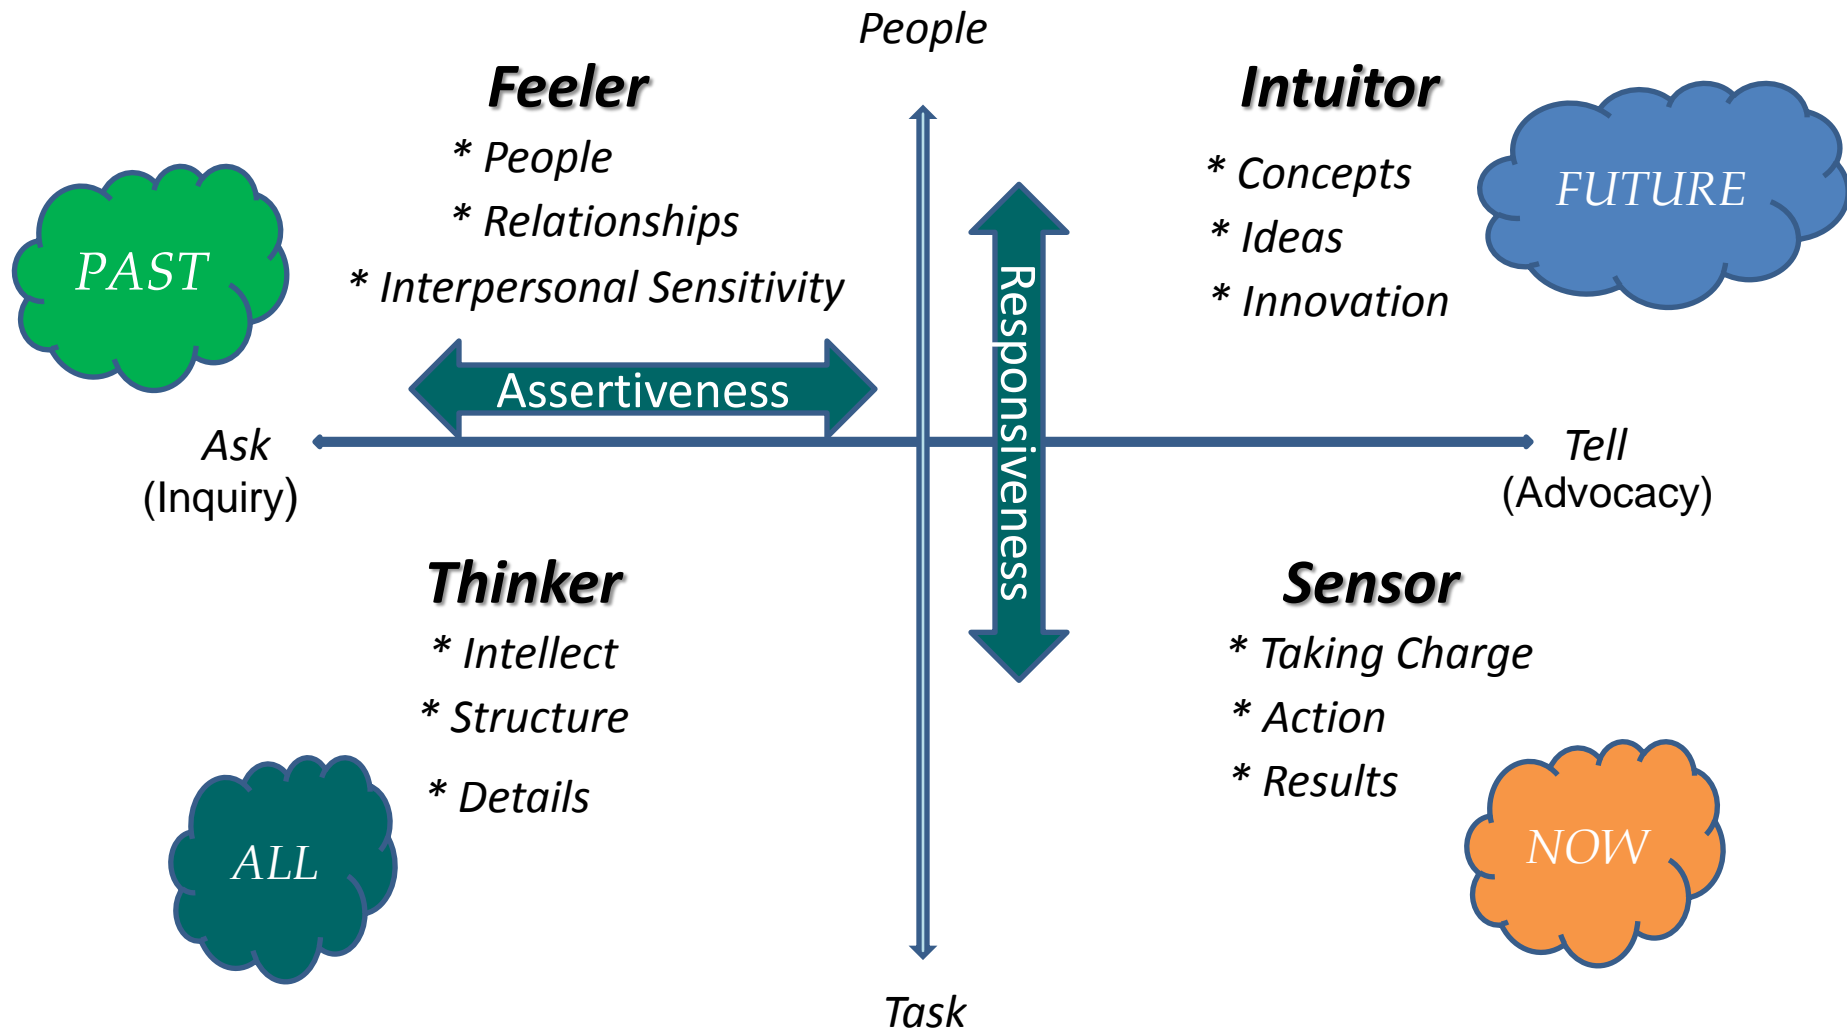 People
Feeler
* People
* Relationships
* Interpersonal Sensitivity
PAST
Intuitor
* Concepts
* Ideas
* Innovation
FUTURE
Assertiveness
Responsiveness
Ask
(Inquiry)
Tell
(Advocacy)
Thinker
* Intellect
* Structure
* Details
ALL
Sensor
* Taking Charge
* Action
* Results
NOW
Task